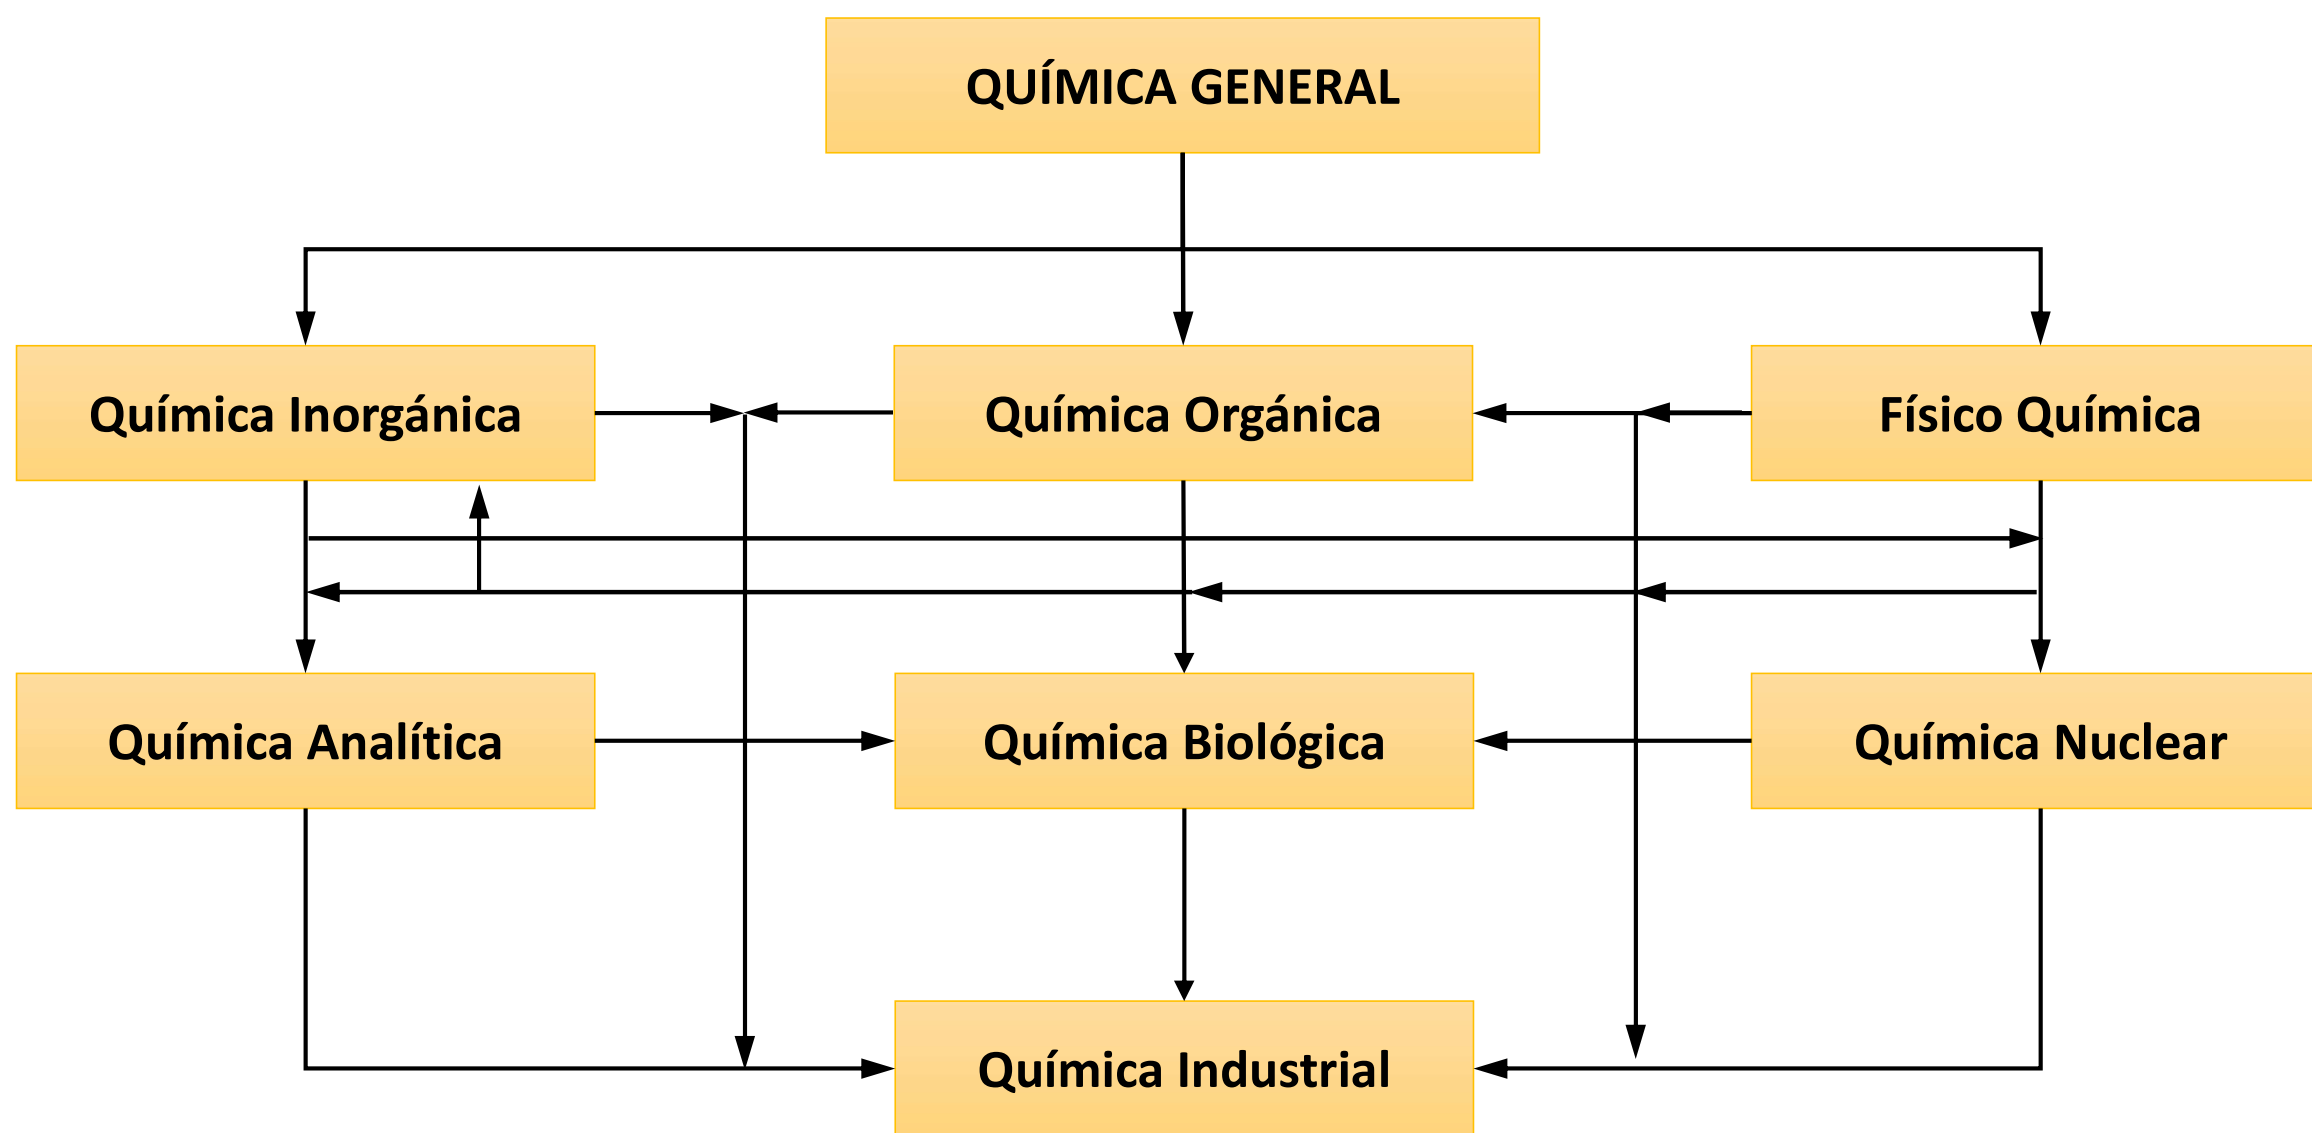 QUÍMICA GENERAL
Química Inorgánica
Química Orgánica
Físico Química
Química Analítica
Química Biológica
Química Nuclear
Química Industrial